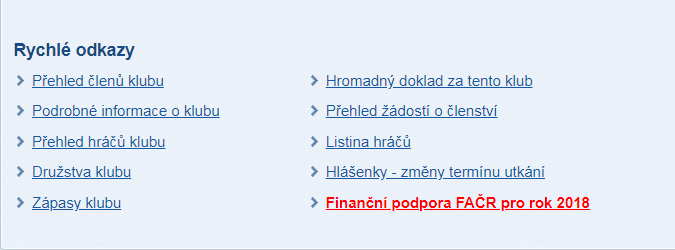 Rychlé odkazy
Přehled členů klubu
Podrobné informace o klubu
Přehled hráčů klubu
Družstva klubu
Zápasy klubu
Hromadný doklad za tento klub
Přehled žádostí o členství
Listina hráčů
Hlášenky - změny termínu utkání
Finanční podpora FAČR pro rok 2018